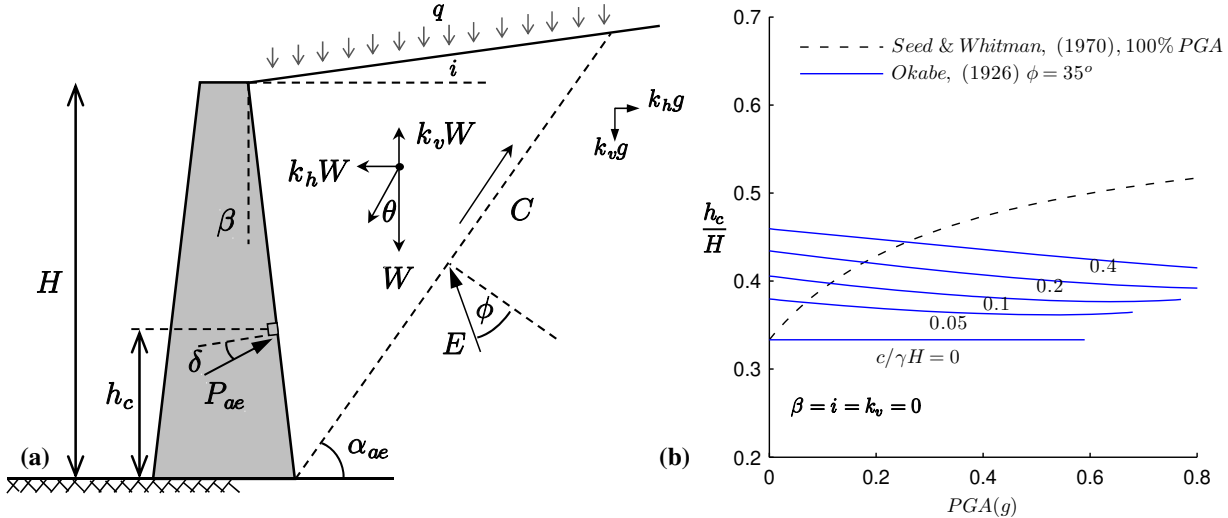 q
i
k_h g
k_v g
k_v W
k_h W
θ
β
C
W
H
ϕ
E
δ
P_ae
h_c
α_ae
(a)
0.7
Seed & Whitman, (1970), 100% PGA
Okabe, (1926) ϕ = 35^o
0.6
0.5
h_c/H
0.4
0.2
0.4
0.1
0.05
0.3
c/γH = 0
β = i = k_v = 0
(b)
0.2
0
0.2
0.4
0.6
0.8
PGA(g)